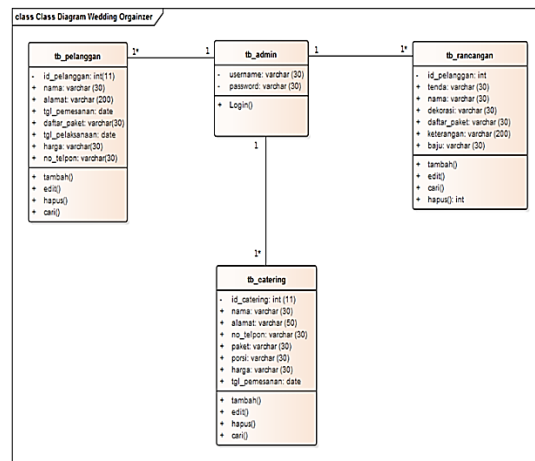 class Class Diagram Wedding Orgainzer
tb_pelanggan
- id_pelanggan: int(11)
+ nama: varchar (30)
+ alamat: varchar (200)
+ tgl_pemesanan: date
+ daftar_paket: varchar(30)
+ tgl_pelaksanaan: date
+ harga: varchar(30)
+ no_telpon: varchar(30)
+ tambah()
+ edit()
+ hapus()
+ cari()
1* 1
tb_admin
- username: varchar (30)
- password: varchar (30)
+ Login()
1 1*
tb_rancangan
- id_pelanggan: int
+ tenda: varchar (30)
+ nama: varchar (30)
+ dekorasi: varchar (30)
+ daftar_paket: varchar (30)
+ keterangan: varchar (200)
+ baju: varchar (30)
+ tambah()
+ edit()
+ cari()
+ hapus(): int
1
1*
tb_catering
- id_catering: int (11)
+ nama: varchar (30)
+ alamat: varchar (50)
+ no_telpon: varchar (30)
+ paket: varchar (30)
+ porsi: varchar (30)
+ harga: varchar (30)
+ tgl_pemesanan: date
+ tambah()
+ edit()
+ hapus()
+ cari()